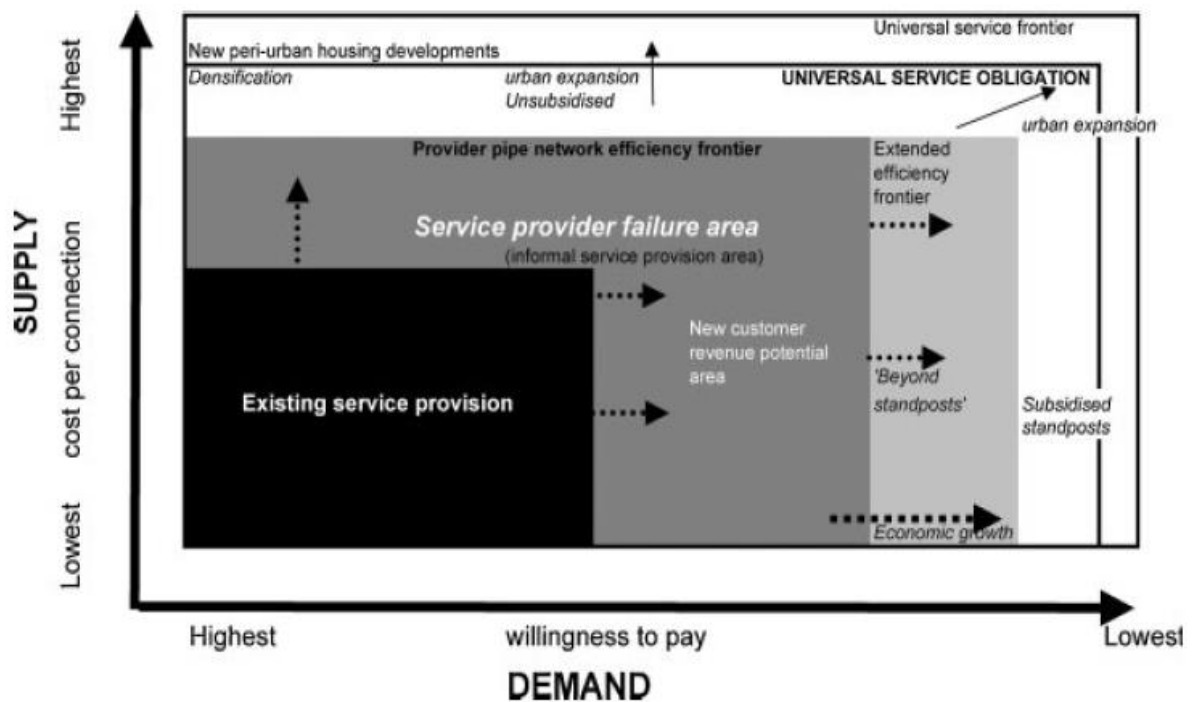 Universal service frontier
New peri-urban housing developments
Densification
urban expansion
Unsubsidised
UNIVERSAL SERVICE OBLIGATION
urban expansion
Provider pipe network efficiency frontier
Extended
efficiency
frontier
Service provider failure area
(informal service provision area)
New customer
revenue potential
area
Existing service provision
'Beyond
standposts'
Subsidised
standposts
Economic growth
SUPPLY
cost per connection
Highest
Lowest
Highest
willingness to pay
Lowest
DEMAND